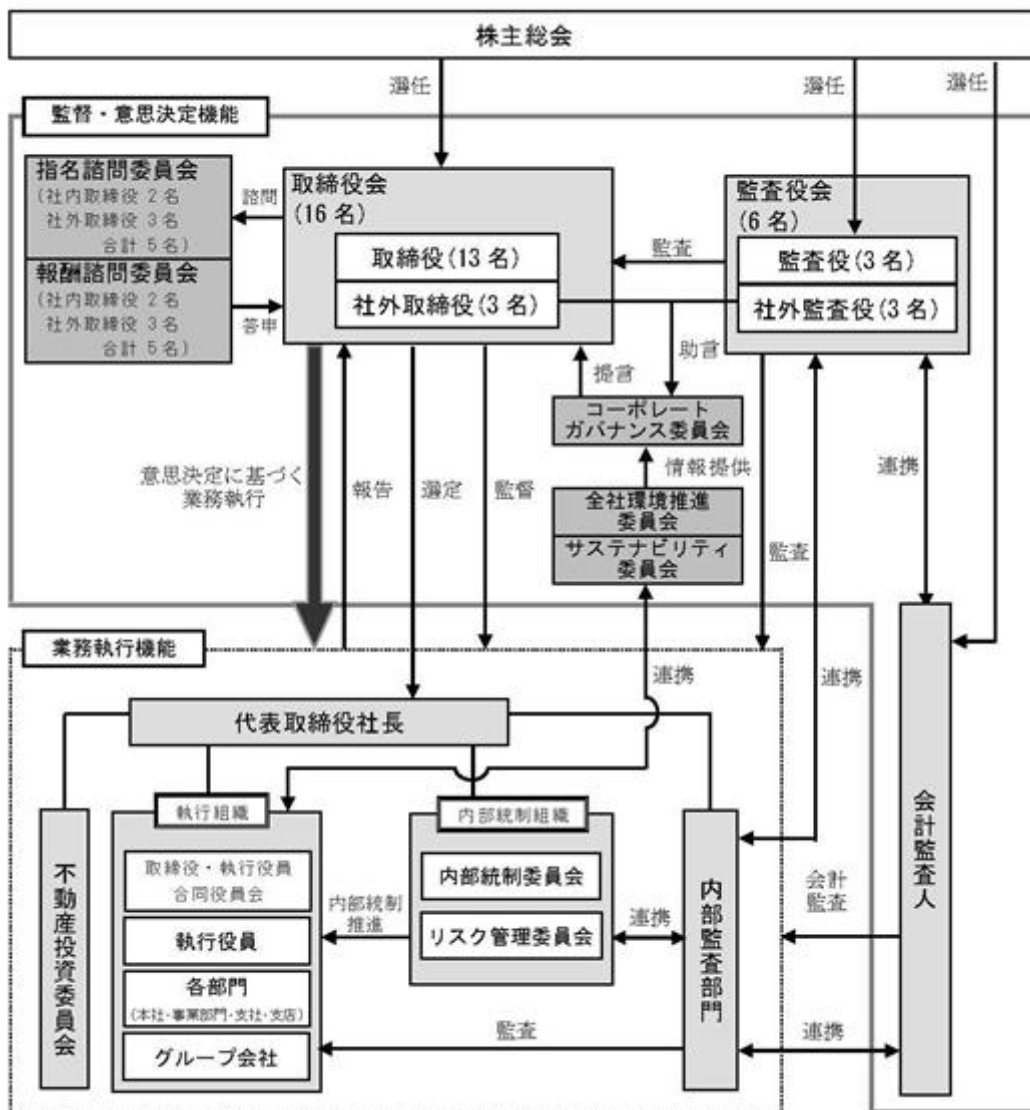 株主総会
選任
選任
選任
監督・意思決定機能
指名諮問委員会
(社内取締役 2 名
社外取締役 3 名
合計 5 名)
報酬諮問委員会
(社内取締役 2 名
社外取締役 3 名
合計 5 名)
諮問
答申
取締役会
(16 名)
取締役(13 名)
社外取締役(3 名)
監査
監査役会
(6 名)
監査役(3 名)
社外監査役(3 名)
提言
助言
コーポレート
ガバナンス委員会
情報提供
全社環境推進
委員会
サステナビリティ
委員会
意思決定に基づく
業務執行
報告
選定
監督
監査
連携
連携
連携
業務執行機能
代表取締役社長
不動産投資委員会
執行組織
取締役・執行役員
合同役員会
執行役員
各部門
(本社・事業部門・支社・支店)
グループ会社
内部統制
推進
内部統制組織
内部統制委員会
リスク管理委員会
連携
監査
内部監査部門
会計
監査
連携
会計監査人